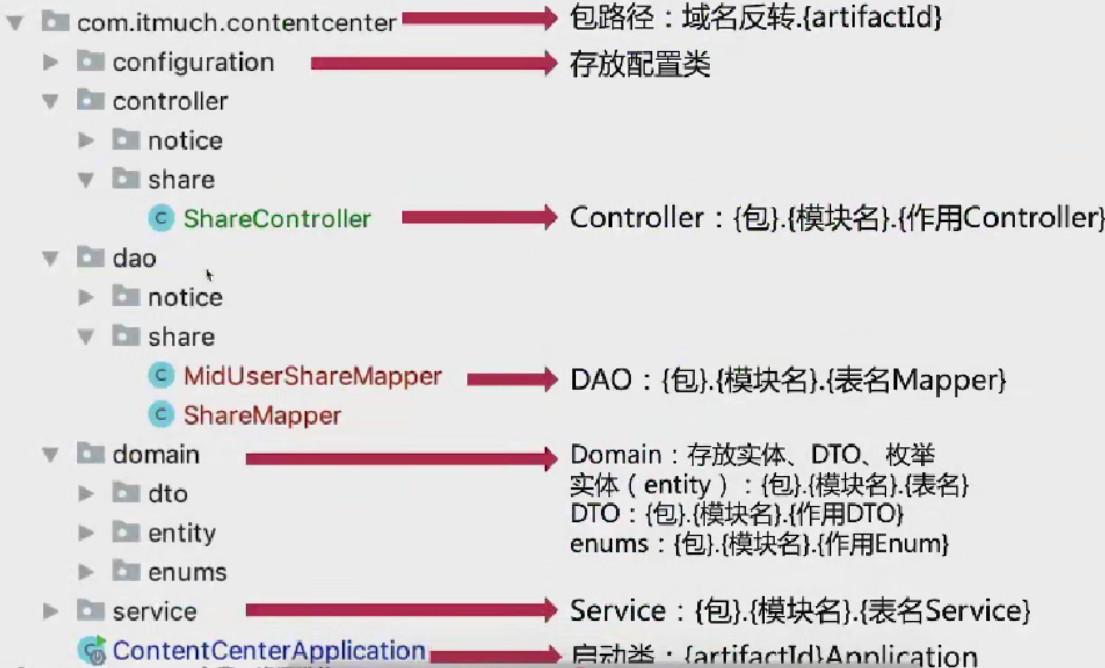 com.itmuch.contentcenter 包路径：域名反转.{artifactId}
configuration 存放配置类
controller
notice
share
ShareController Controller：{包}.{模块名}.{作用Controller}
dao
notice
share
MidUserShareMapper DAO：{包}.{模块名}.{表名Mapper}
ShareMapper
domain Domain：存放实体、DTO、枚举
实体（entity）：{包}.{模块名}.{表名}
dto DTO：{包}.{模块名}.{作用DTO}
entity enums：{包}.{模块名}.{作用Enum}
enums
service Service：{包}.{模块名}.{表名Service}
ContentCenterApplication 启动类：{artifactId}Application